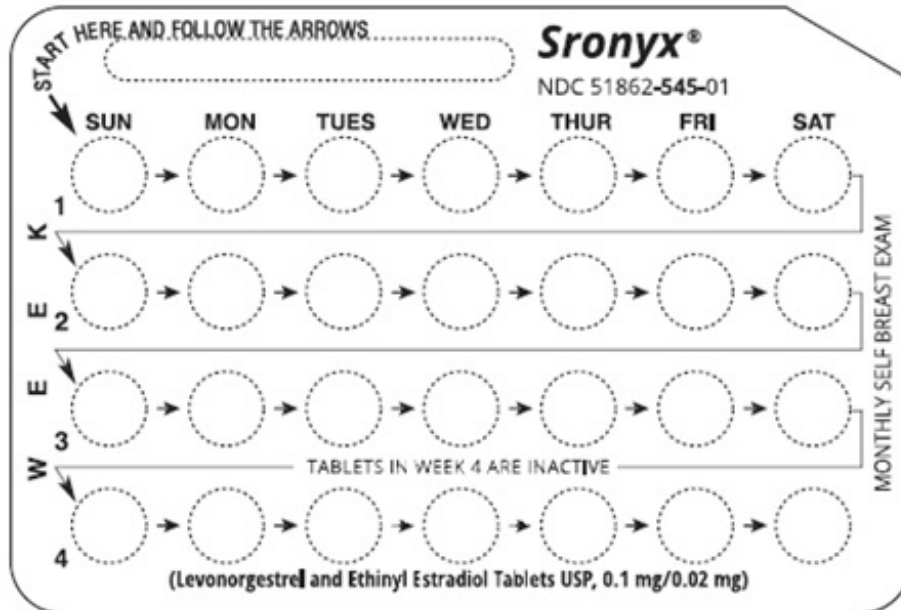 START HERE AND FOLLOW THE ARROWS
Sronyx®
NDC 51862-545-01
SUN MON TUES WED THUR FRI SAT
1
2
3
TABLETS IN WEEK 4 ARE INACTIVE
4
WEEK
MONTHLY SELF BREAST EXAM
(Levonorgestrel and Ethinyl Estradiol Tablets USP, 0.1 mg/0.02 mg)